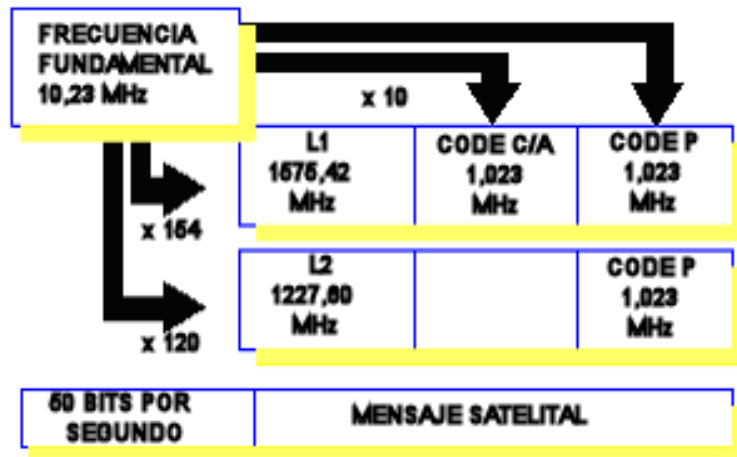 FRECUENCIA
FUNDAMENTAL
10,23 MHz
x 10
L1
1575,42
MHz
CODE C/A
1,023
MHz
CODE P
1,023
MHz
x 154
L2
1227,60
MHz
CODE P
1,023
MHz
x 120
50 BITS POR
SEGUNDO
MENSAJE SATELITAL